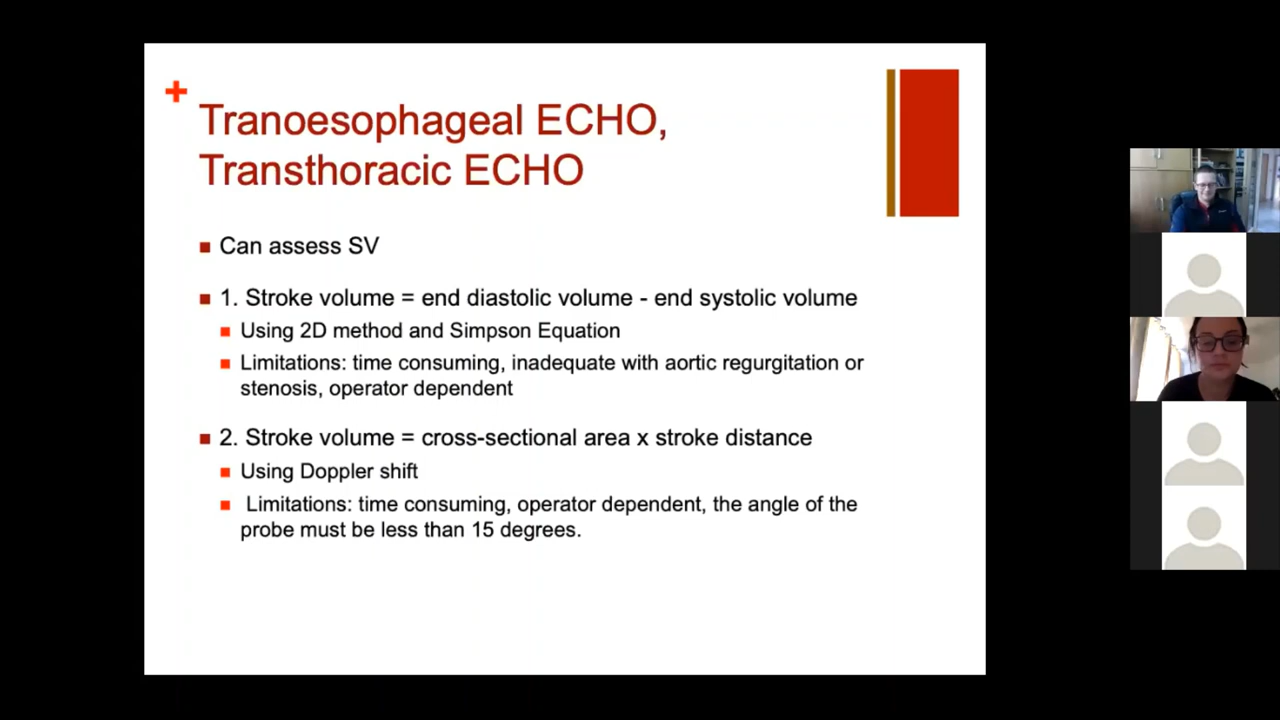 +
Tranoesophageal ECHO,
Transthoracic ECHO
Can assess SV
1. Stroke volume = end diastolic volume - end systolic volume
Using 2D method and Simpson Equation
Limitations: time consuming, inadequate with aortic regurgitation or
stenosis, operator dependent
2. Stroke volume = cross-sectional area x stroke distance
Using Doppler shift
Limitations: time consuming, operator dependent, the angle of the
probe must be less than 15 degrees.